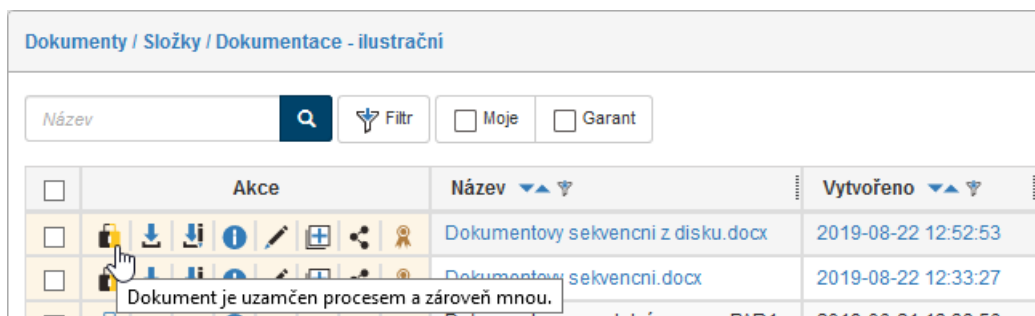 Dokumenty / Složky / Dokumentace - ilustrační
Název Filtr Moje Garant
Akce Název Vytvořeno
Dokumentovy sekvencni z disku.docx 2019-08-22 12:52:53
Dokumentovy sekvencni.docx 2019-08-22 12:33:27
Dokument je uzamčen procesem a zároveň mnou.